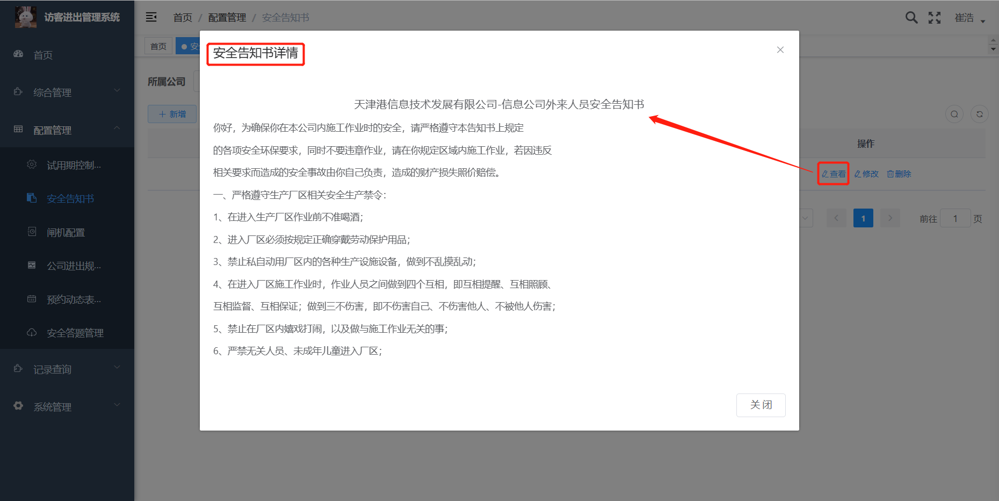 访客进出管理系统
首页 / 配置管理 / 安全告知书
崔浩
首页
综合管理
配置管理
试用期控制...
安全告知书
闸机配置
公司进出规...
预约动态表...
安全答题管理
记录查询
系统管理
首页
安
所属公司
+ 新增
操作
查看 修改 删除
1
前往 1 页
安全告知书详情
天津港信息技术发展有限公司-信息公司外来人员安全告知书
你好，为确保你在本公司内施工作业时的安全，请严格遵守本告知书上规定
的各项安全环保要求，同时不要违章作业，请在你规定区域内施工作业，若因违反
相关要求而造成的安全事故由你自己负责，造成的财产损失照价赔偿。
一、严格遵守生产厂区相关安全生产禁令：
1、在进入生产厂区作业前不准喝酒；
2、进入厂区必须按规定正确穿戴劳动保护用品；
3、禁止私自动用厂区内的各种生产设施设备，做到不乱摸乱动；
4、在进入厂区施工作业时，作业人员之间做到四个互相，即互相提醒、互相照顾、
互相监督、互相保证；做到三不伤害，即不伤害自己、不伤害他人、不被他人伤害；
5、禁止在厂区内嬉戏打闹，以及做与施工作业无关的事；
6、严禁无关人员、未成年儿童进入厂区；
关 闭